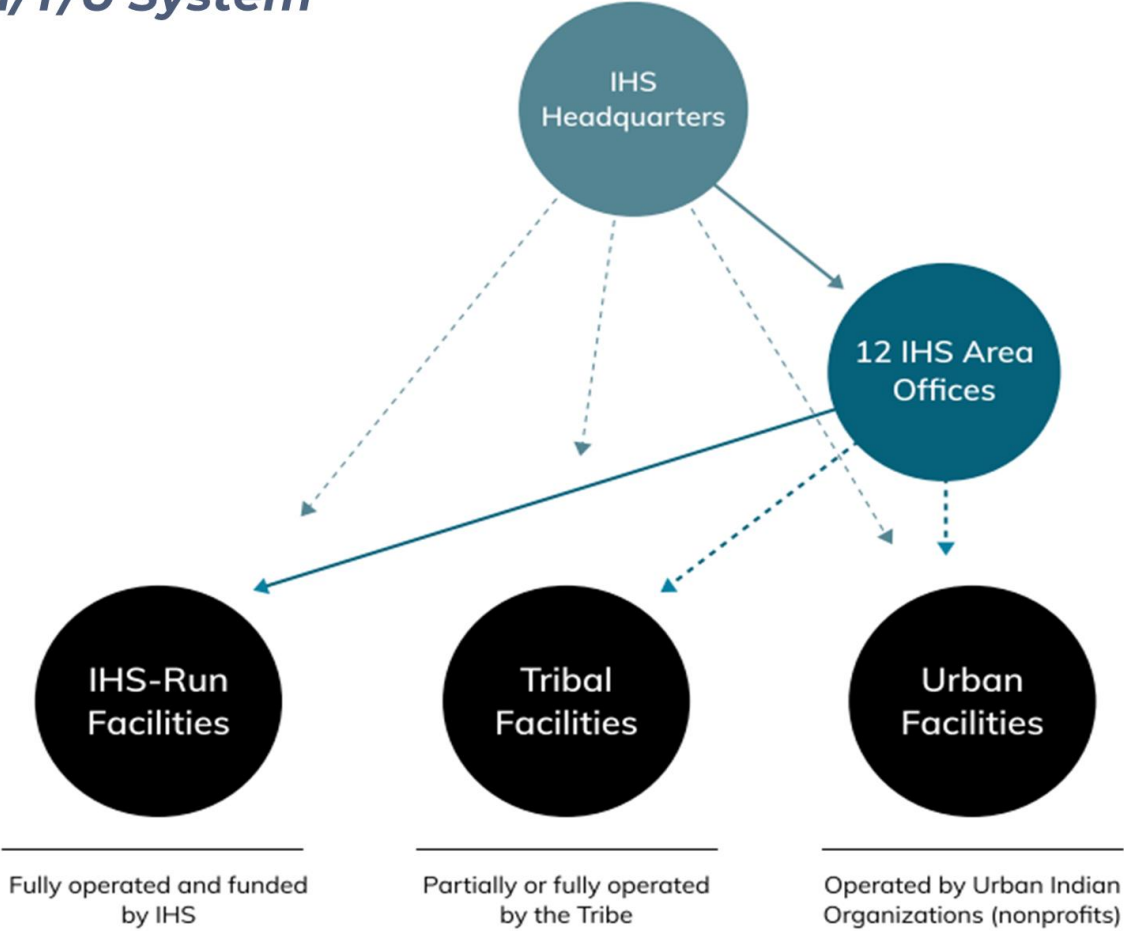 I/T/U System
IHS
Headquarters
12 IHS Area
Offices
IHS-Run
Facilities
Tribal
Facilities
Urban
Facilities
Fully operated and funded
by IHS
Partially or fully operated
by the Tribe
Operated by Urban Indian
Organizations (nonprofits)